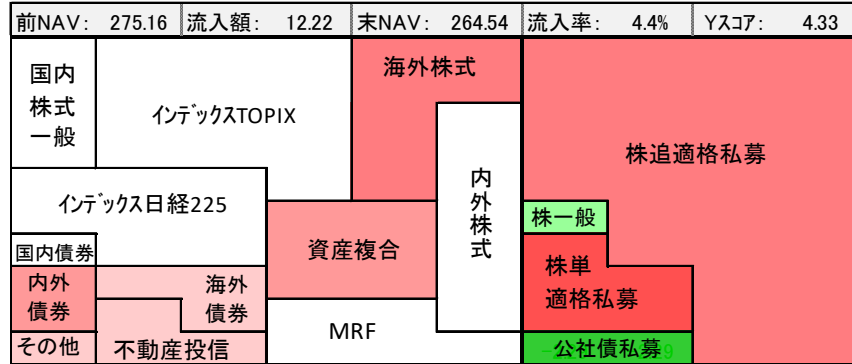 前NAV: 275.16 流入額: 12.22 末NAV: 264.54 流入率: 4.4% Yｽｺｱ: 4.33
国内
株式
一般
ｲﾝﾃﾞｯｸｽTOPIX
海外株式
株追適格私募
内外株式
ｲﾝﾃﾞｯｸｽ日経225
株一般
資産複合
国内債券
株単
適格私募
内外
債券
海外
債券
MRF
その他
不動産投信
公社債私募